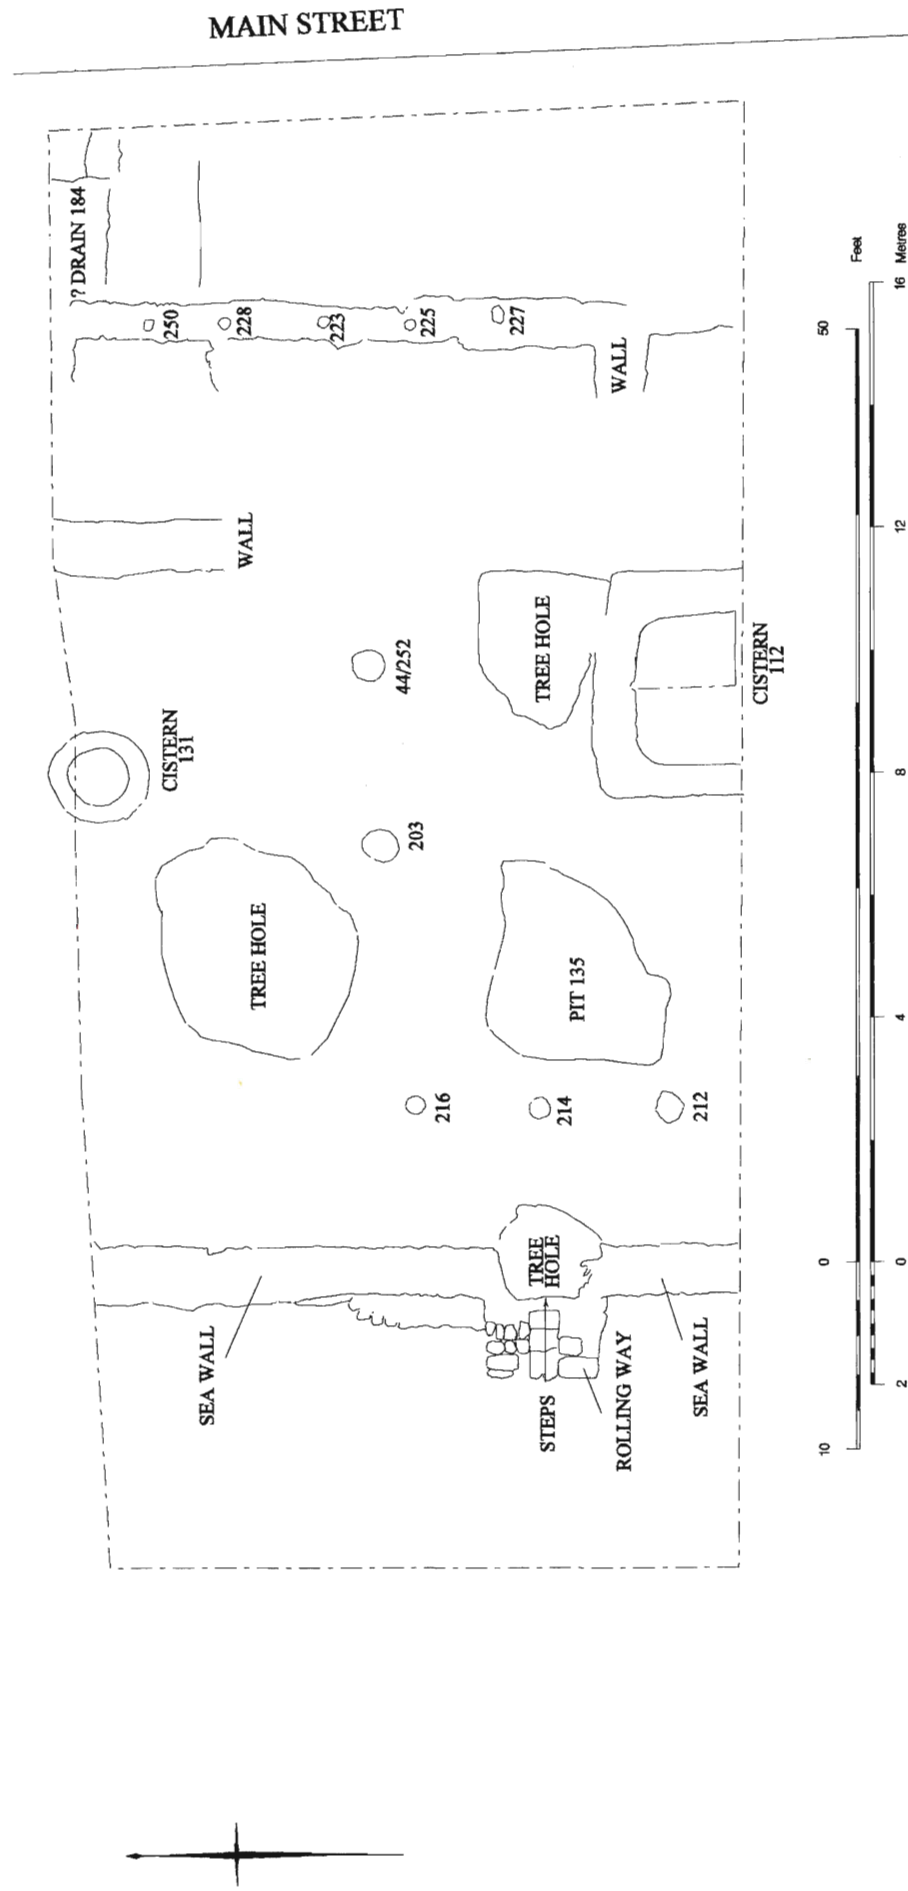 MAIN STREET
? DRAIN 184
250
228
223
225
227
WALL
WALL
TREE HOLE
CISTERN
112
44/252
CISTERN
131
203
TREE HOLE
PIT 135
216
214
212
TREE
HOLE
SEA WALL
STEPS
ROLLING WAY
SEA WALL
10
0
50
Feet
2
0
4
8
12
16
Metres